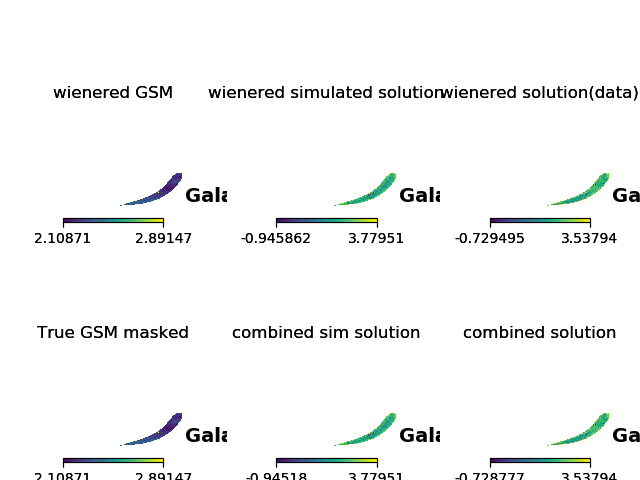 wienered GSM
wienered simulated solution
wienered solution(data)
Gala
Gala
Ga
2.10871 2.89147
-0.945862 3.77951
-0.729495 3.53794
True GSM masked
combined sim solution
combined solution
Gala
Gala
Ga
2.10871 2.89147
-0.94518 3.77951
-0.728777 3.53794